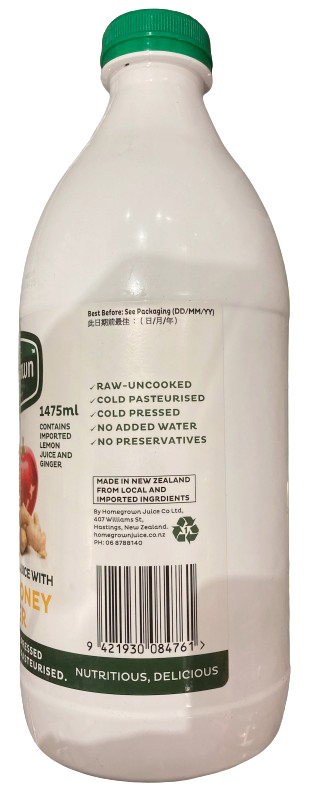 Best Before: See Packaging (DD/MM/YY)
此日期前最佳：(日/月/年)
™
1475ml
CONTAINS
IMPORTED
LEMON
JUICE AND
GINGER
✓RAW-UNCOOKED
✓COLD PASTEURISED
✓COLD PRESSED
✓NO ADDED WATER
✓NO PRESERVATIVES
MADE IN NEW ZEALAND
FROM LOCAL AND
IMPORTED INGRDIENTS
By Homegrown Juice Co Ltd,
407 Williams St,
Hastings, New Zealand.
homegrownjuice.co.nz
PH: 06 8788140
WITH
9 421930 084761 >
NUTRITIOUS, DELICIOUS